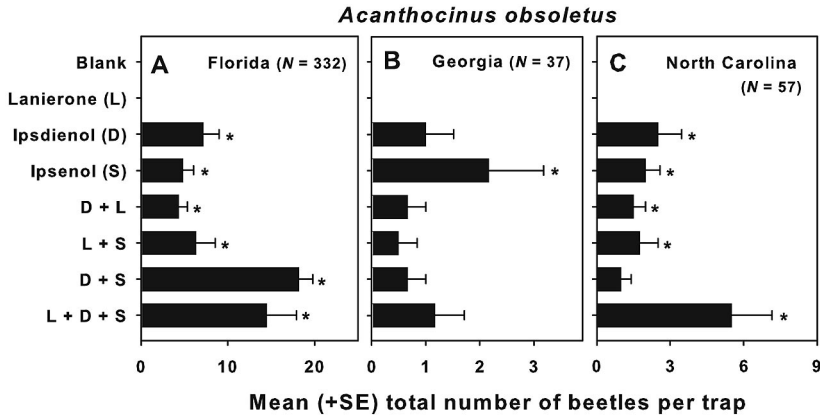 Acanthocinus obsoletus
A Florida (N = 332)
B Georgia (N = 37)
C North Carolina
(N = 57)
Blank
Lanierone (L)
Ipsdienol (D)
*
*
Ipsenol (S)
*
*
*
D + L
*
*
L + S
*
*
D + S
*
L + D + S
*
*
0 10 20
0 1 2 3
0 3 6 9
Mean (+SE) total number of beetles per trap